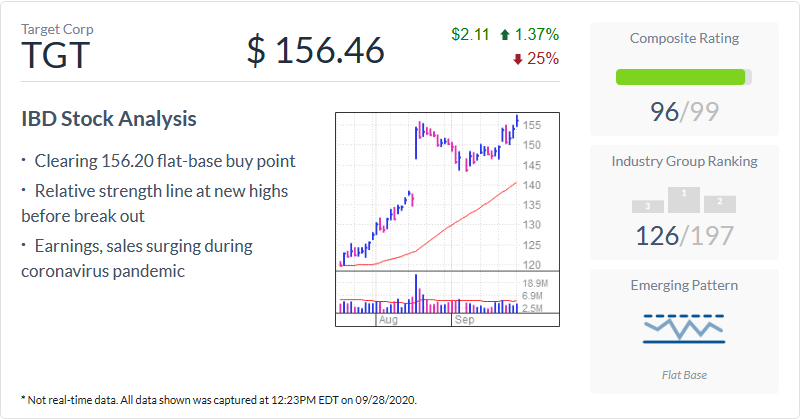 Target Corp
TGT
$ 156.46
$2.11 1.37%
25%
IBD Stock Analysis
· Clearing 156.20 flat-base buy point
· Relative strength line at new highs
before break out
· Earnings, sales surging during
coronavirus pandemic
155
150
145
140
135
130
125
120
18.9M
6.9M
2.5M
Aug Sep
Composite Rating
96/99
Industry Group Ranking
3 1 2
126/197
Emerging Pattern
Flat Base
* Not real-time data. All data shown was captured at 12:23PM EDT on 09/28/2020.